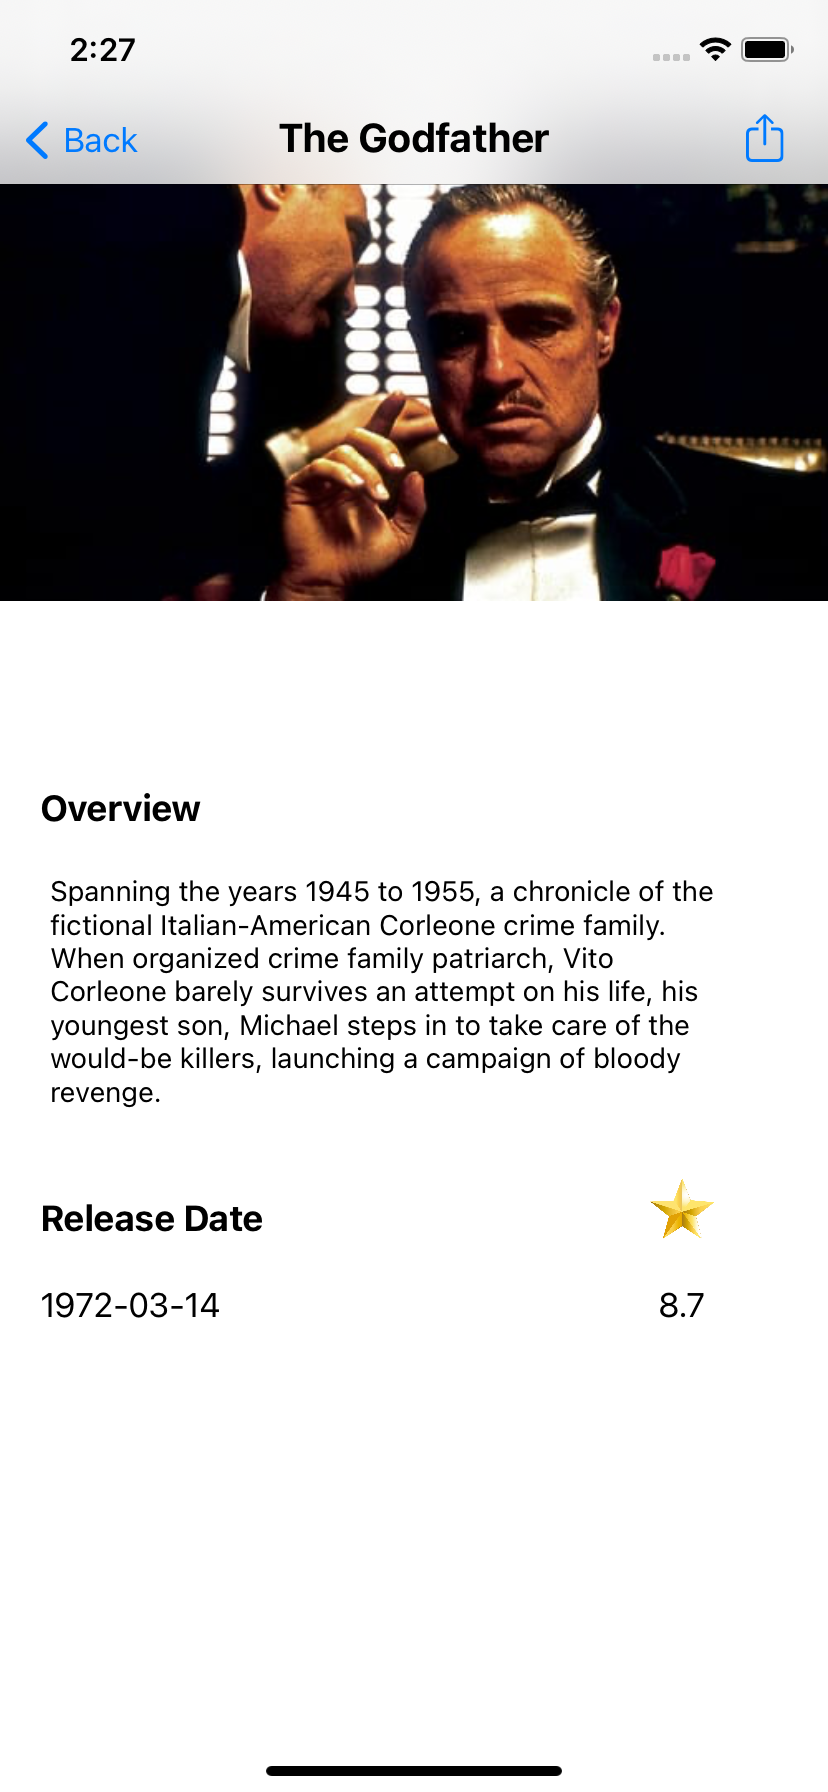 2:27
Back
The Godfather
Overview
Spanning the years 1945 to 1955, a chronicle of the
fictional Italian-American Corleone crime family.
When organized crime family patriarch, Vito
Corleone barely survives an attempt on his life, his
youngest son, Michael steps in to take care of the
would-be killers, launching a campaign of bloody
revenge.
Release Date
1972-03-14
8.7